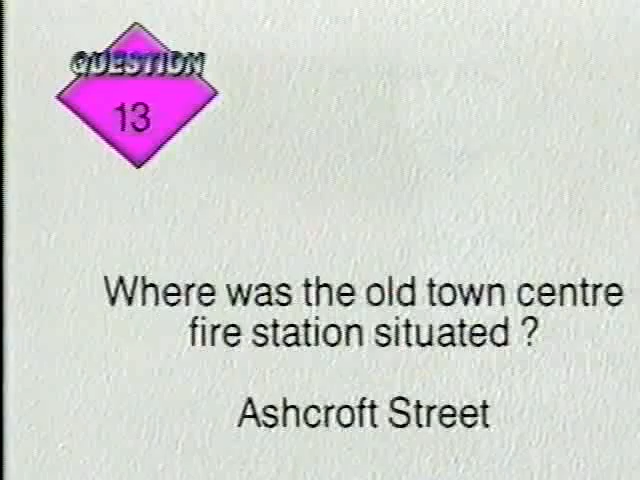 QUESTION
13
Where was the old town centre
fire station situated ?
Ashcroft Street